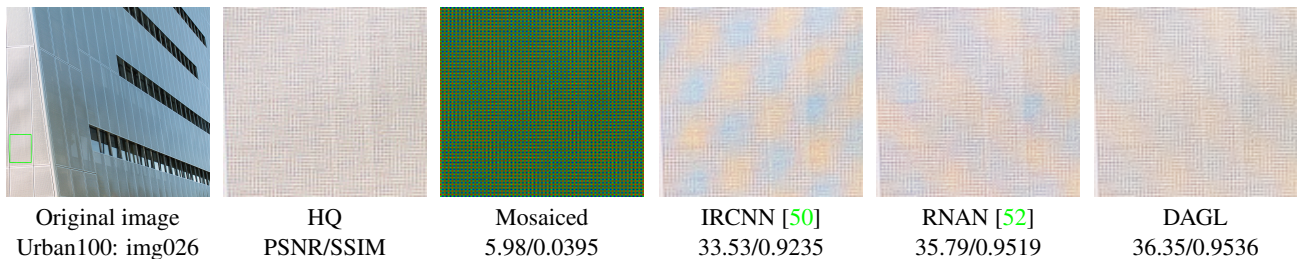 Original image HQ Mosaiced IRCNN [50] RNAN [52] DAGL
Urban100: img026 PSNR/SSIM 5.98/0.0395 33.53/0.9235 35.79/0.9519 36.35/0.9536